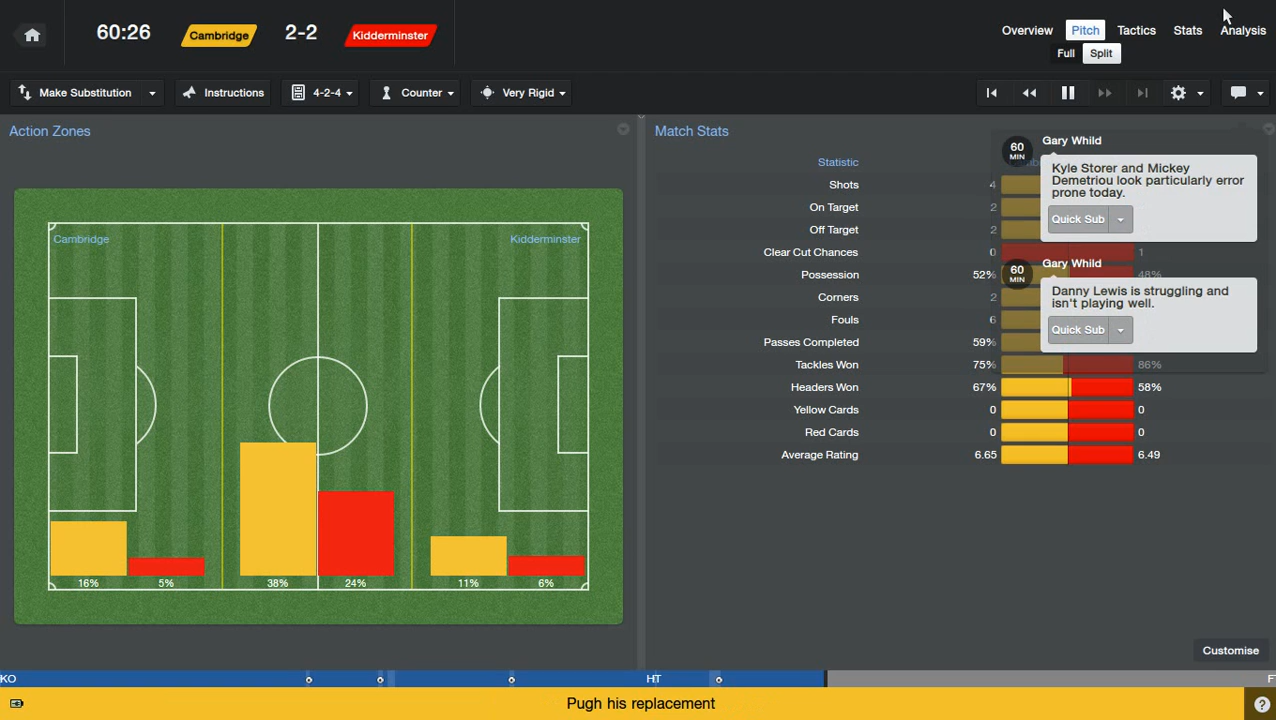 60:26
Cambridge
2-2
Kidderminster
Overview
Pitch
Tactics
Stats
Analysis
Full
Split
Make Substitution
Instructions
4-2-4
Counter
Very Rigid
Action Zones
Cambridge
Kidderminster
16%
5%
38%
24%
11%
6%
Match Stats
Statistic
Shots 4
On Target 2
Off Target 2
Clear Cut Chances 0 1
Possession 52% 48%
Corners 2
Fouls 6
Passes Completed 59%
Tackles Won 75% 86%
Headers Won 67% 58%
Yellow Cards 0 0
Red Cards 0 0
Average Rating 6.65 6.49
60 MIN
Gary Whild
Kyle Storer and Mickey
Demetriou look particularly error
prone today.
Quick Sub
60 MIN
Gary Whild
Danny Lewis is struggling and
isn't playing well.
Quick Sub
Customise
KO
HT
F
Pugh his replacement
?